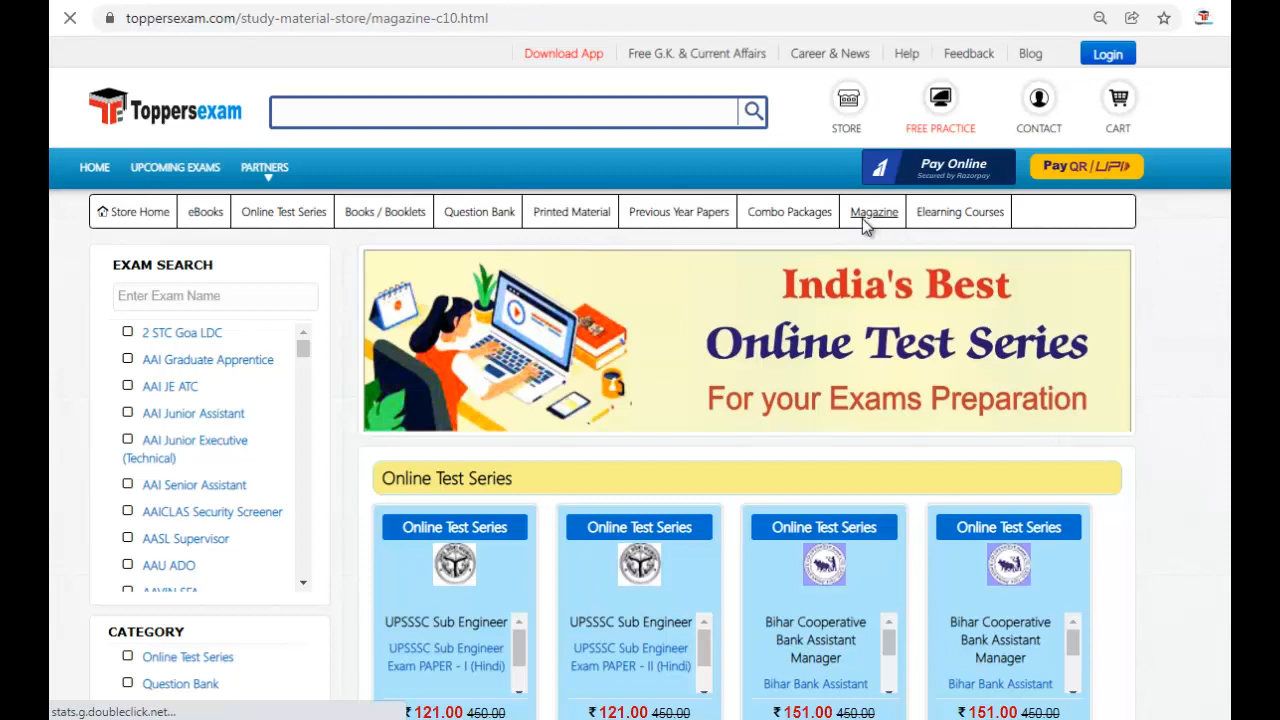 toppersexam.com/study-material-store/magazine-c10.html
Download App
Free G.K. & Current Affairs
Career & News
Help
Feedback
Blog
Login
Toppersexam
STORE
FREE PRACTICE
CONTACT
CART
HOME
UPCOMING EXAMS
PARTNERS
Pay Online
Secured by Razorpay
Pay QR/UPI
Store Home
eBooks
Online Test Series
Books / Booklets
Question Bank
Printed Material
Previous Year Papers
Combo Packages
Magazine
Elearning Courses
EXAM SEARCH
Enter Exam Name
2 STC Goa LDC
AAI Graduate Apprentice
AAI JE ATC
AAI Junior Assistant
AAI Junior Executive
(Technical)
AAI Senior Assistant
AAICLAS Security Screener
AASL Supervisor
AAU ADO
CATEGORY
Online Test Series
Question Bank
India's Best
Online Test Series
For your Exams Preparation
Online Test Series
Online Test Series
UPSSSC Sub Engineer
UPSSSC Sub Engineer
Exam PAPER - I (Hindi)
₹ 121.00 450.00
Online Test Series
UPSSSC Sub Engineer
UPSSSC Sub Engineer
Exam PAPER - II (Hindi)
₹ 121.00 450.00
Online Test Series
Bihar Cooperative
Bank Assistant
Manager
Bihar Bank Assistant
₹ 151.00 450.00
Online Test Series
Bihar Cooperative
Bank Assistant
Manager
Bihar Bank Assistant
₹ 151.00 450.00
stats.g.doubleclick.net...